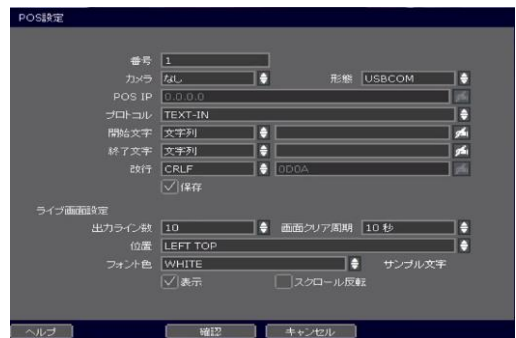 POS設定
番号 1
カメラ なし 形態 USBCOM
POS IP 0.0.0.0
プロトコル TEXT-IN
開始文字 文字列
終了文字 文字列
改行 CRLF 0D0A
保存
ライブ画面設定
出力ライン数 10 画面クリア周期 10 秒
位置 LEFT TOP
フォント色 WHITE サンプル文字
表示 スクロール反転
ヘルプ 確認 キャンセル